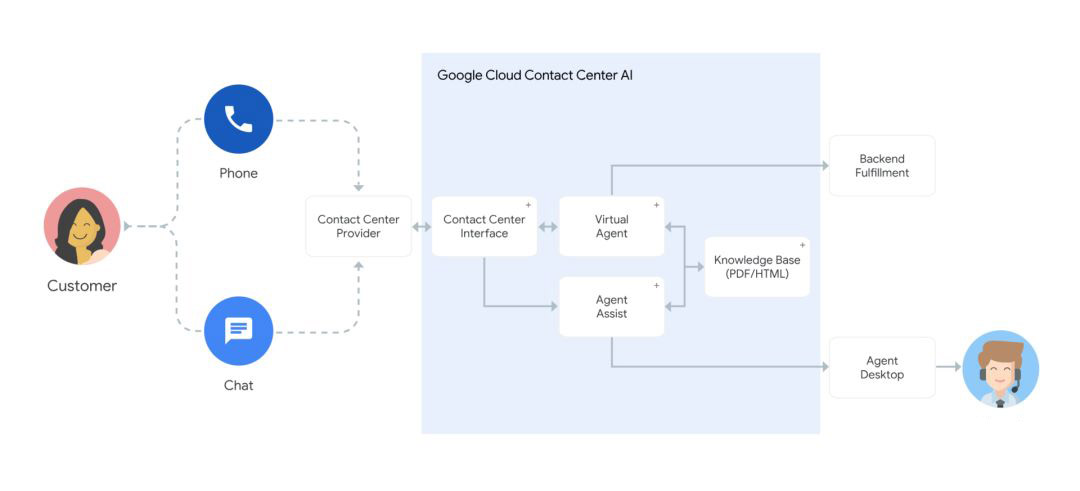 Google Cloud Contact Center AI
Phone
Customer
Chat
Contact Center
Provider
Contact Center
Interface
+
Virtual
Agent
+
Agent
Assist
+
Knowledge Base
(PDF/HTML)
+
Backend
Fulfillment
Agent
Desktop